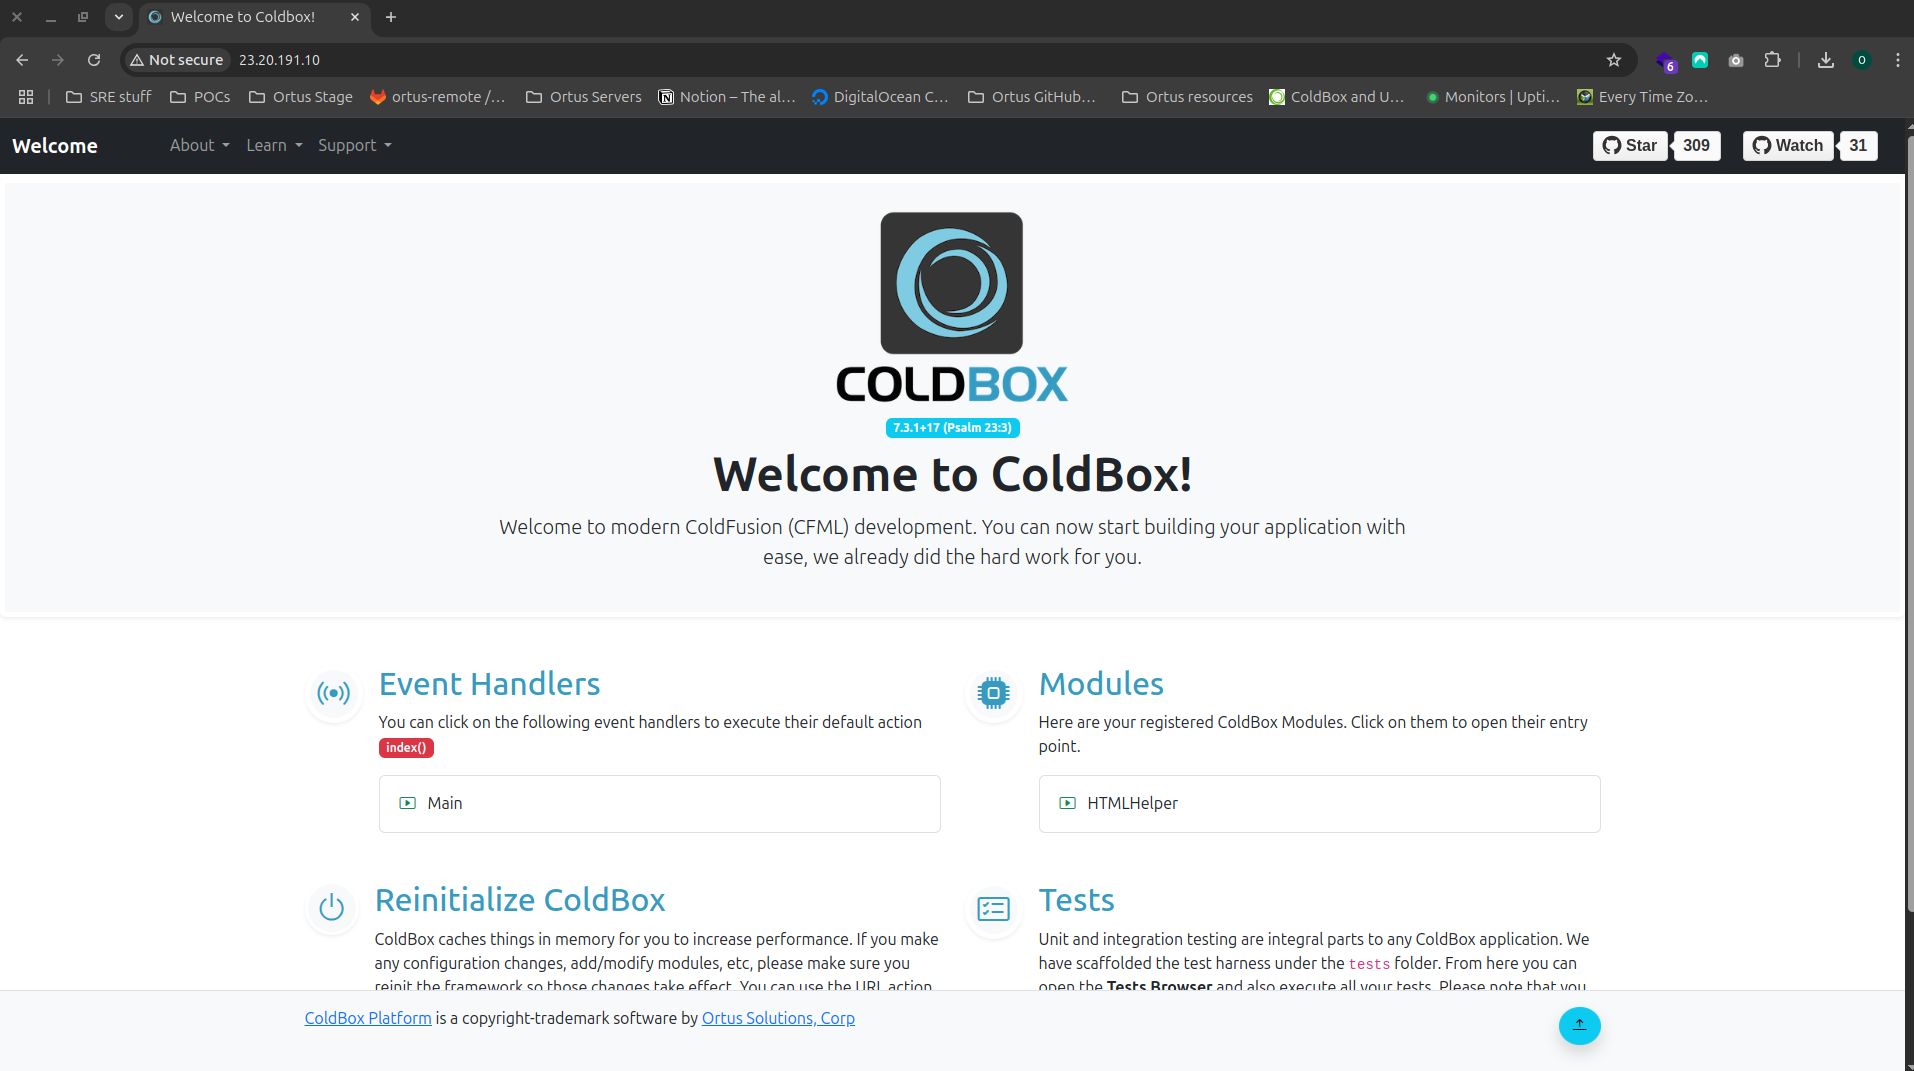 Welcome to Coldbox!
Not secure 23.20.191.10
6
O
SRE stuff POCs Ortus Stage ortus-remote /… Ortus Servers Notion – The al… DigitalOcean C… Ortus GitHub… Ortus resources ColdBox and U… Monitors | Upti… Every Time Zo…
Welcome About Learn Support Star 309 Watch 31
COLDBOX
7.3.1+17 (Psalm 23:3)
Welcome to ColdBox!
Welcome to modern ColdFusion (CFML) development. You can now start building your application with
ease, we already did the hard work for you.
Event Handlers
You can click on the following event handlers to execute their default action
index()
Main
Modules
Here are your registered ColdBox Modules. Click on them to open their entry
point.
HTMLHelper
Reinitialize ColdBox
ColdBox caches things in memory for you to increase performance. If you make
any configuration changes, add/modify modules, etc, please make sure you
reinit the framework so those changes take effect. You can use the URL action
Tests
Unit and integration testing are integral parts to any ColdBox application. We
have scaffolded the test harness under the tests folder. From here you can
open the Tests Browser and also execute all your tests. Please note that you
ColdBox Platform is a copyright-trademark software by Ortus Solutions, Corp